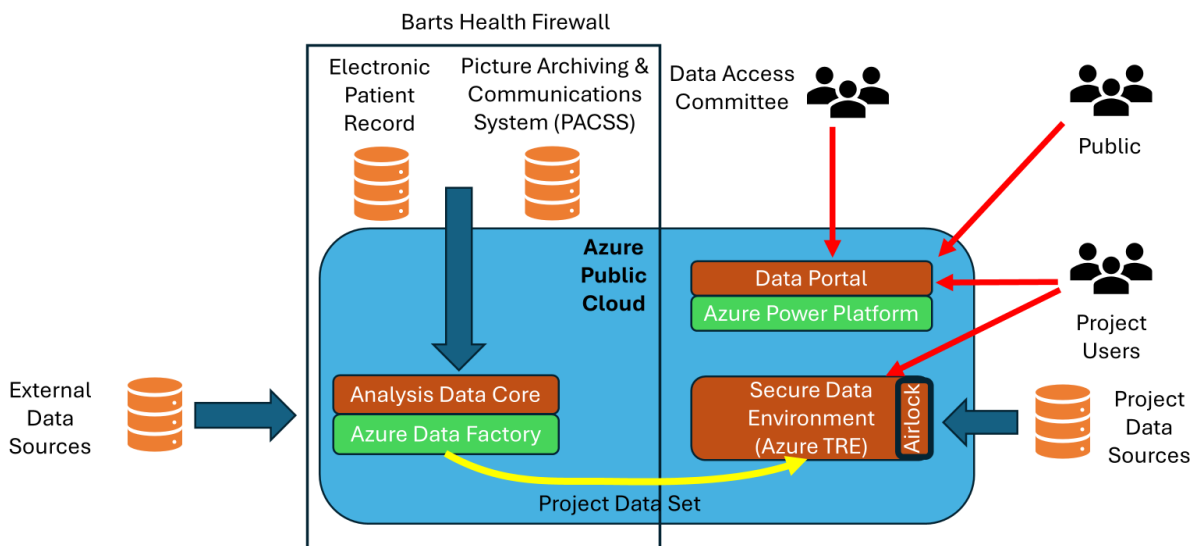 Barts Health Firewall
Electronic
Patient
Record
Picture Archiving &
Communications
System (PACSS)
Data Access
Committee
Public
Azure
Public
Cloud
Data Portal
Azure Power Platform
Project
Users
External
Data
Sources
Analysis Data Core
Azure Data Factory
Secure Data
Environment
(Azure TRE)
Airlock
Project
Data
Sources
Project Data Set